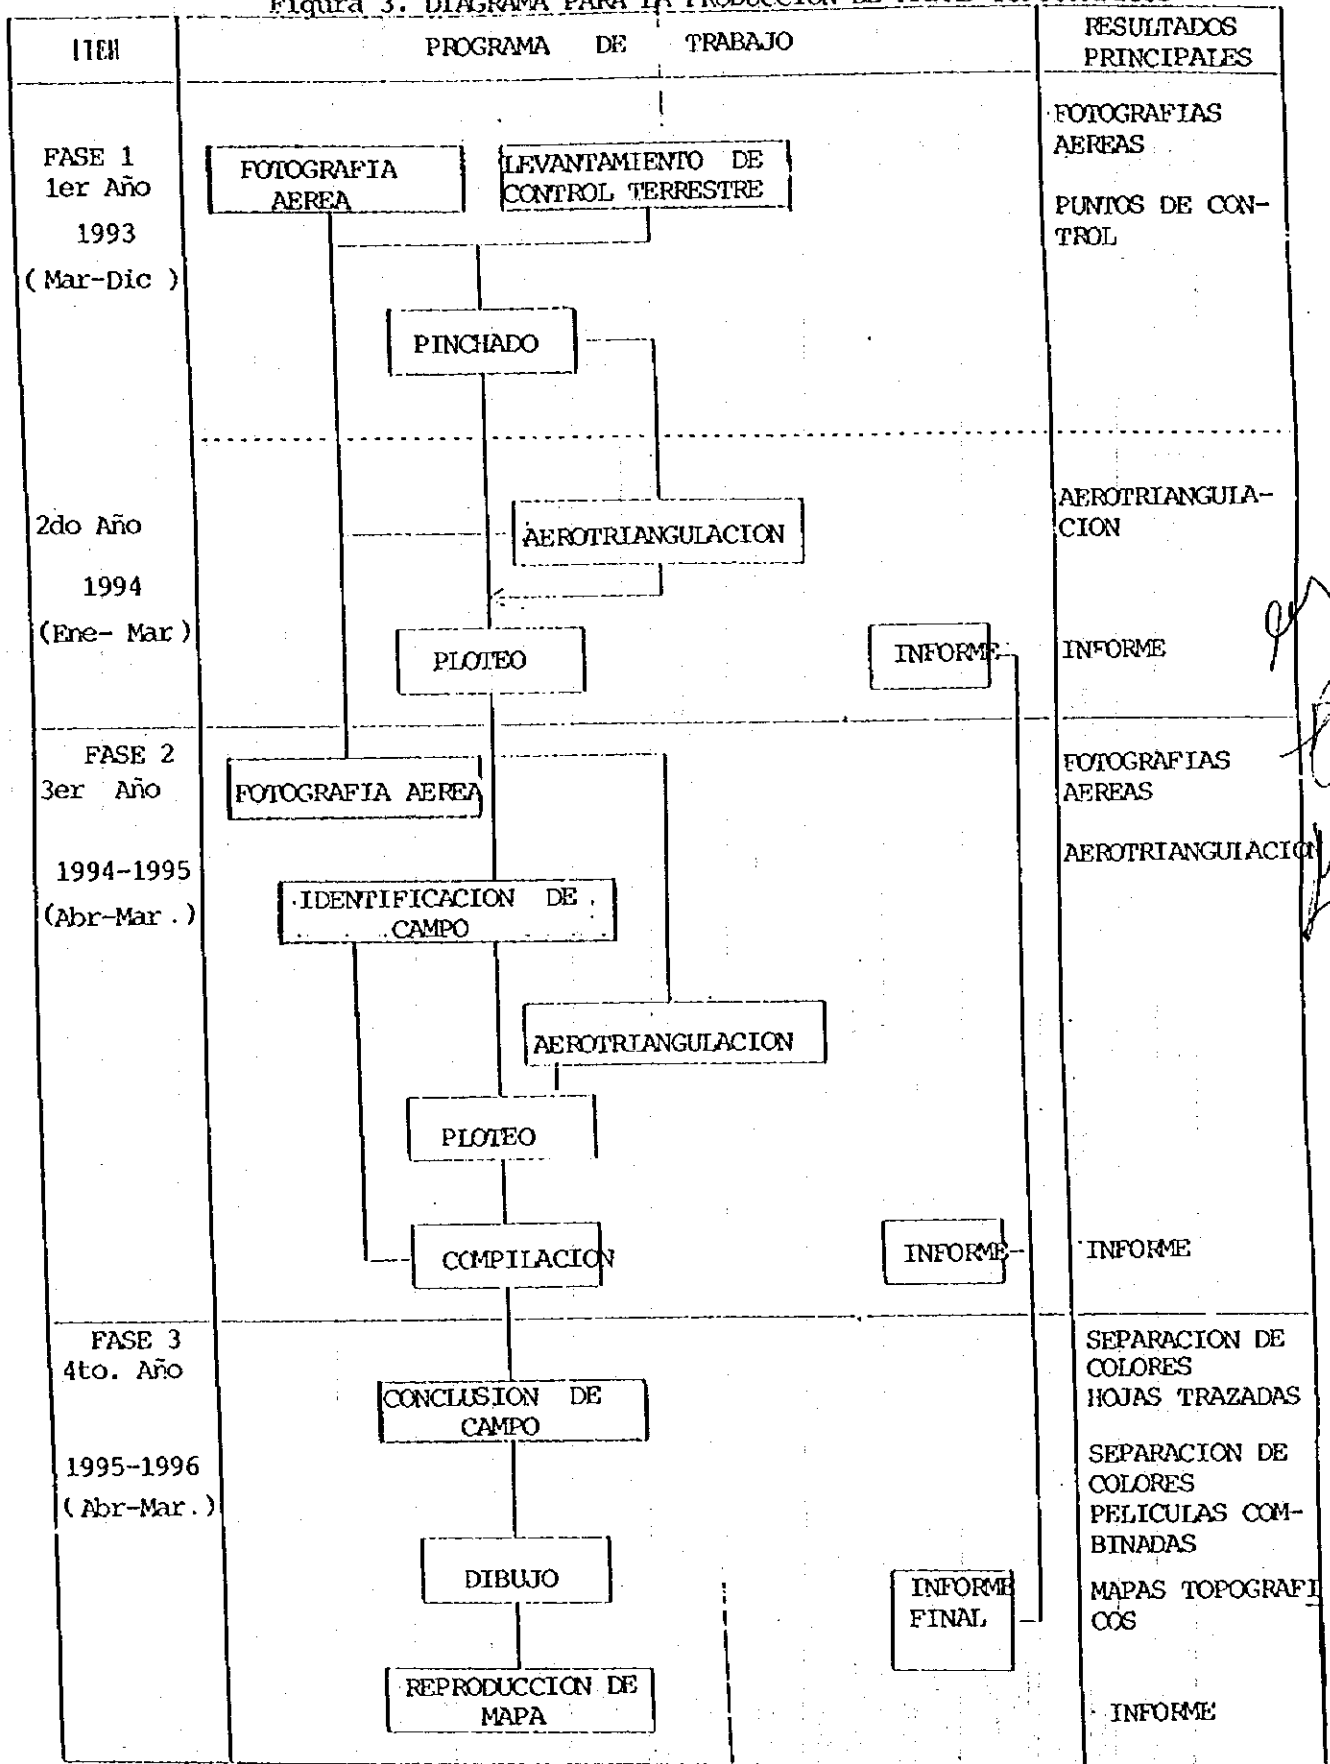 Figura 3. DIAGRAMA PARA LA PRODUCCION DE
ITEM
PROGRAMA DE TRABAJO
RESULTADOS
PRINCIPALES
FASE 1
1er Año
1993
(Mar-Dic )
FOTOGRAFIA
AEREA
LEVANTAMIENTO DE
CONTROL TERRESTRE
PINCHADO
FOTOGRAFIAS
AEREAS
PUNTOS DE CON-
TROL
2do Año
1994
(Ene- Mar)
AEROTRIANGULACION
PLOTEO
INFORME
AEROTRIANGULA-
CION
INFORME
FASE 2
3er Año
1994-1995
(Abr-Mar.)
FOTOGRAFIA AEREA
IDENTIFICACION DE
CAMPO
AEROTRIANGULACION
PLOTEO
COMPILACION
INFORME
FOTOGRAFIAS
AEREAS
AEROTRIANGULACION
INFORME
FASE 3
4to. Año
1995-1996
(Abr-Mar.)
CONCLUSION DE
CAMPO
DIBUJO
REPRODUCCION DE
MAPA
INFORME
FINAL
SEPARACION DE
COLORES
HOJAS TRAZADAS
SEPARACION DE
COLORES
PELICULAS COM-
BINADAS
MAPAS TOPOGRAFI
COS
INFORME